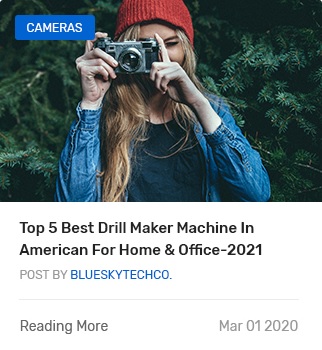 CAMERAS
Top 5 Best Drill Maker Machine In
American For Home & Office-2021
POST BY BLUESKYTECHCO.
Reading More
Mar 01 2020